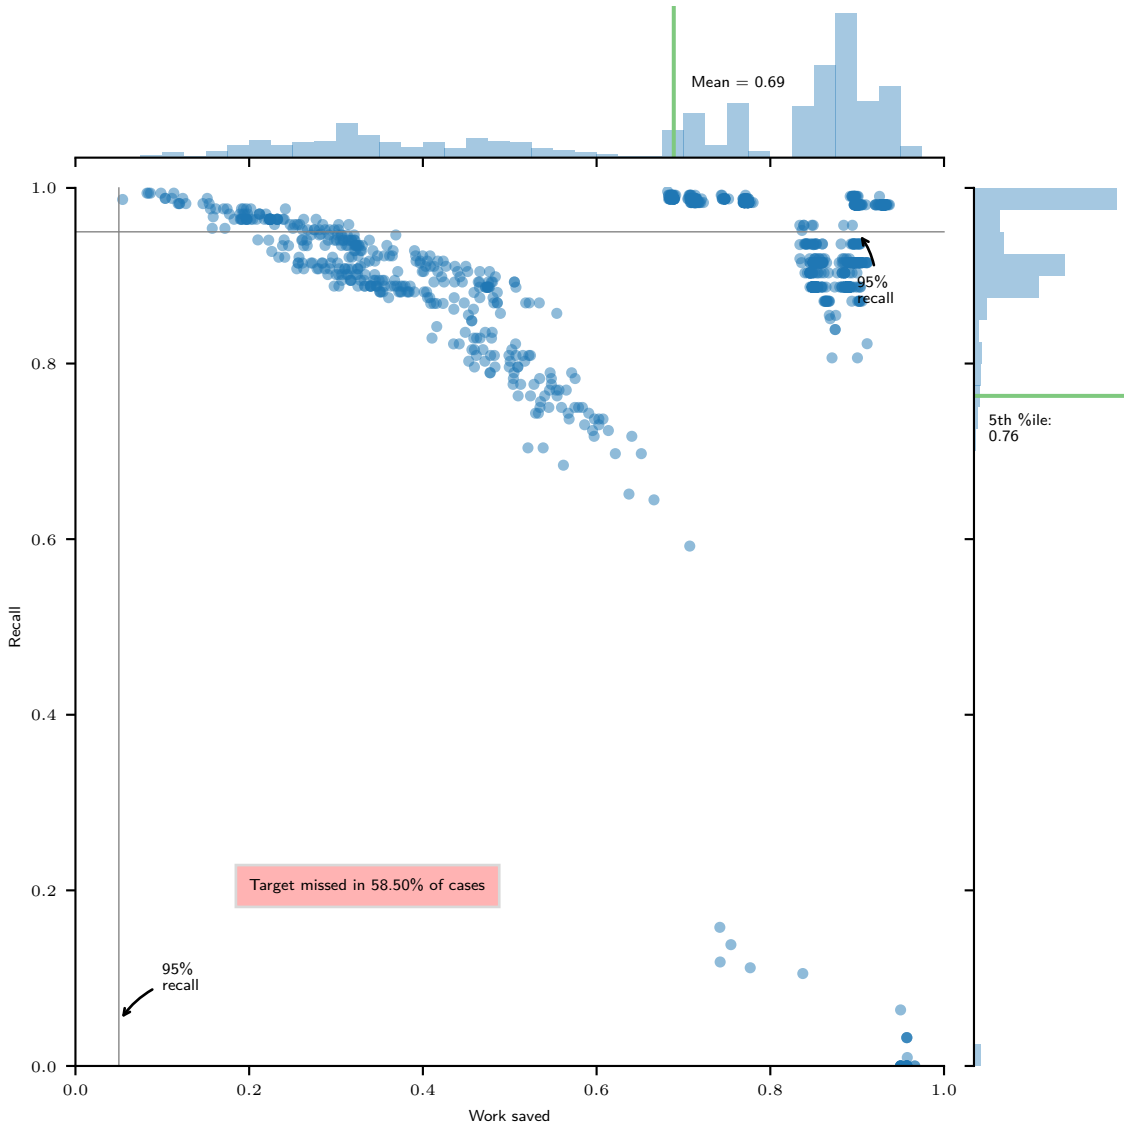 Mean = 0.69
1.0
0.8
0.6
0.4
0.2
0.0
Recall
95%
recall
5th %ile:
0.76
Target missed in 58.50% of cases
95%
recall
0.0
0.2
0.4
0.6
0.8
1.0
Work saved